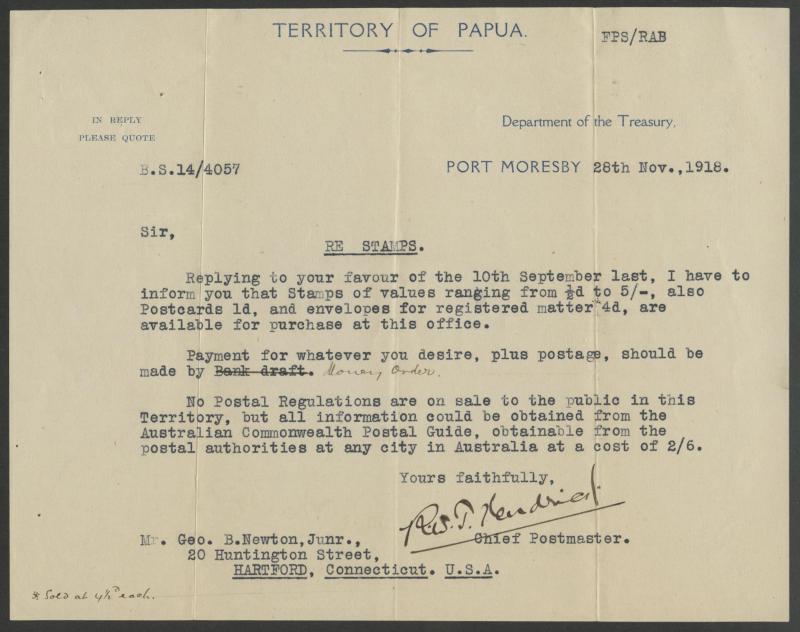 TERRITORY OF PAPUA.
FPS/RAB
IN REPLY
PLEASE QUOTE
Department of the Treasury,
B.S.14/4057
PORT MORESBY 28th Nov.,1918.
Sir,
RE STAMPS.
Replying to your favour of the 10th September last, I have to
inform you that Stamps of values ranging from ½d to 5/-, also
Postcards 1d, and envelopes for registered matter * 4d, are
available for purchase at this office.
Payment for whatever you desire, plus postage, should be
made by Bank draft. Money Order.
No Postal Regulations are on sale to the public in this
Territory, but all information could be obtained from the
Australian Commonwealth Postal Guide, obtainable from the
postal authorities at any city in Australia at a cost of 2/6.
Yours faithfully,
R.W.T. Kendrick
Chief Postmaster.
Mr. Geo. B.Newton,Junr.,
20 Huntington Street,
HARTFORD, Connecticut. U.S.A.
* Sold at 4½d each.